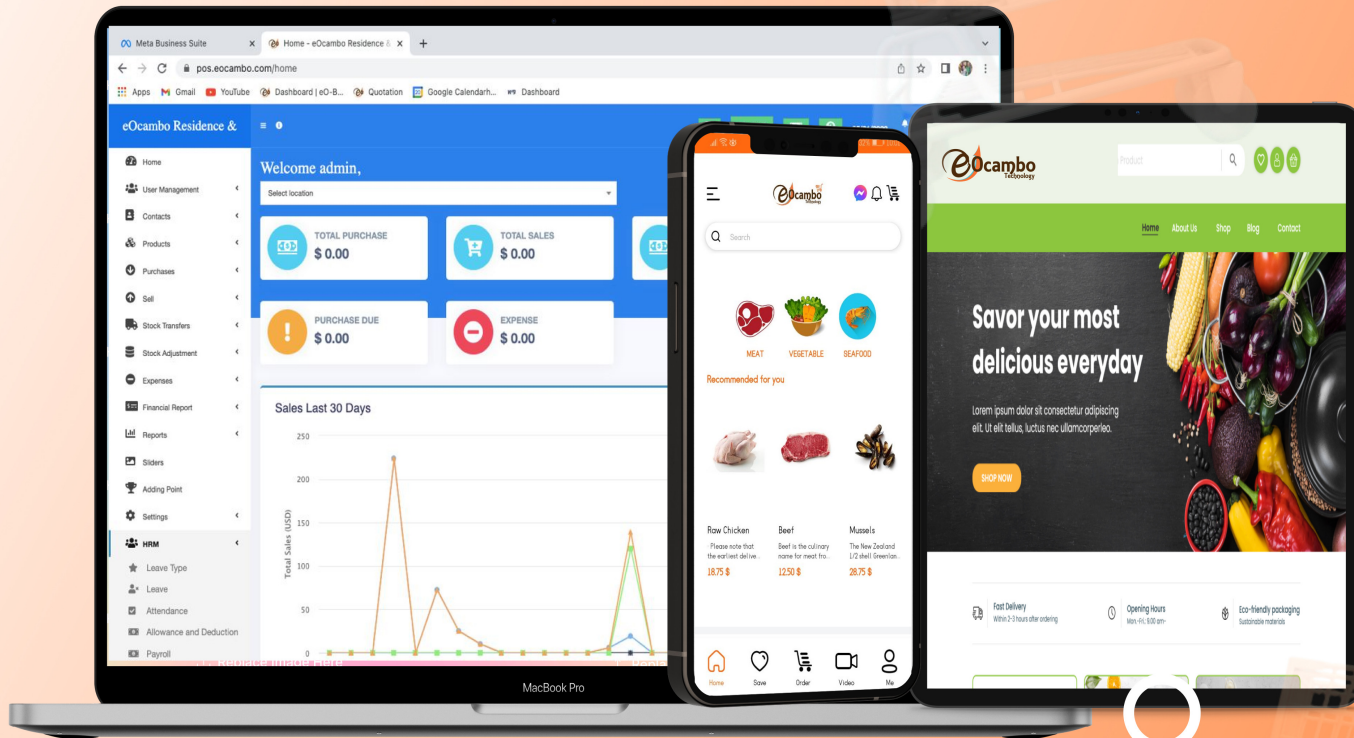 Meta Business Suite
Home - eOcambo Residence &
pos.eocambo.com/home
Apps Gmail YouTube Dashboard | eO-B... Quotation Google Calendarh... Dashboard
eOcambo Residence &
Home
User Management
Contacts
Products
Purchases
Sell
Stock Transfers
Stock Adjustment
Expenses
Financial Report
Reports
Sliders
Adding Point
Settings
HRM
Leave Type
Leave
Attendance
Allowance and Deduction
Payroll
Welcome admin,
Select location
TOTAL PURCHASE
$ 0.00
TOTAL SALES
$ 0.00
PURCHASE DUE
$ 0.00
EXPENSE
$ 0.00
Sales Last 30 Days
Total Sales (USD)
250
200
150
100
50
0
Replace Image Here
MacBook Pro
eOcambo
Technology
Search
MEAT VEGETABLE SEAFOOD
Recommended for you
Raw Chicken
Please note that
the earliest delive..
18.75 $
Beef
Beef is the culinary
name for meat fro..
12.50 $
Mussels
The New Zealand
1/2 shell Greenlan..
28.75 $
Home Save Order Video Me
eOcambo
Technology
Product
Home About Us Shop Blog Contact
Savor your most
delicious everyday
Lorem ipsum dolor sit consectetur adipiscing
elit. Ut elit tellus, luctus nec ullamcorperleo.
SHOP NOW
Fast Delivery
Within 2-3 hours after ordering
Opening Hours
Mon.-Fri.: 8.00 am-
Eco-friendly packaging
Sustainable materials